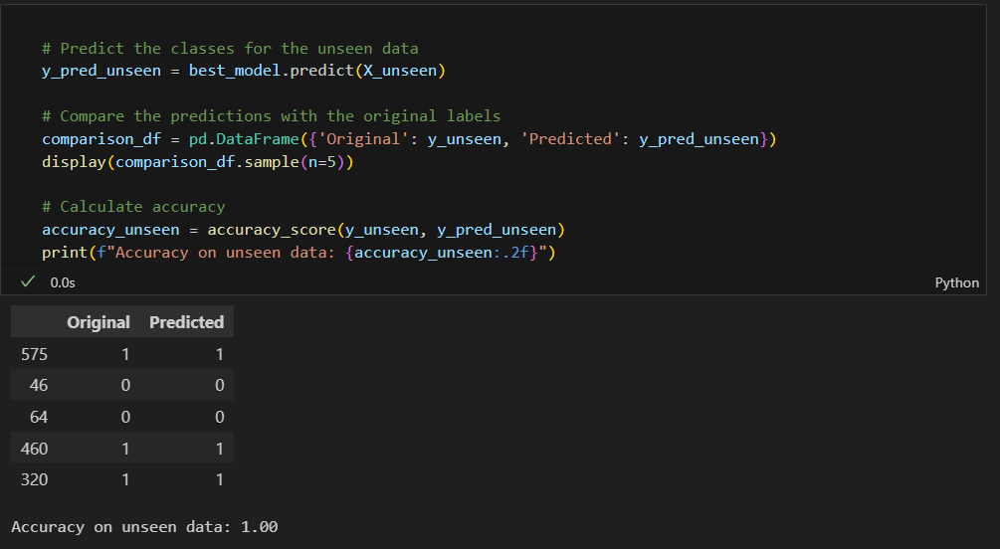 # Predict the classes for the unseen data
y_pred_unseen = best_model.predict(X_unseen)
# Compare the predictions with the original labels
comparison_df = pd.DataFrame({'Original': y_unseen, 'Predicted': y_pred_unseen})
display(comparison_df.sample(n=5))
# Calculate accuracy
accuracy_unseen = accuracy_score(y_unseen, y_pred_unseen)
print(f"Accuracy on unseen data: {accuracy_unseen:.2f}")
✓ 0.0s Python
Original Predicted
575 1 1
46 0 0
64 0 0
460 1 1
320 1 1
Accuracy on unseen data: 1.00